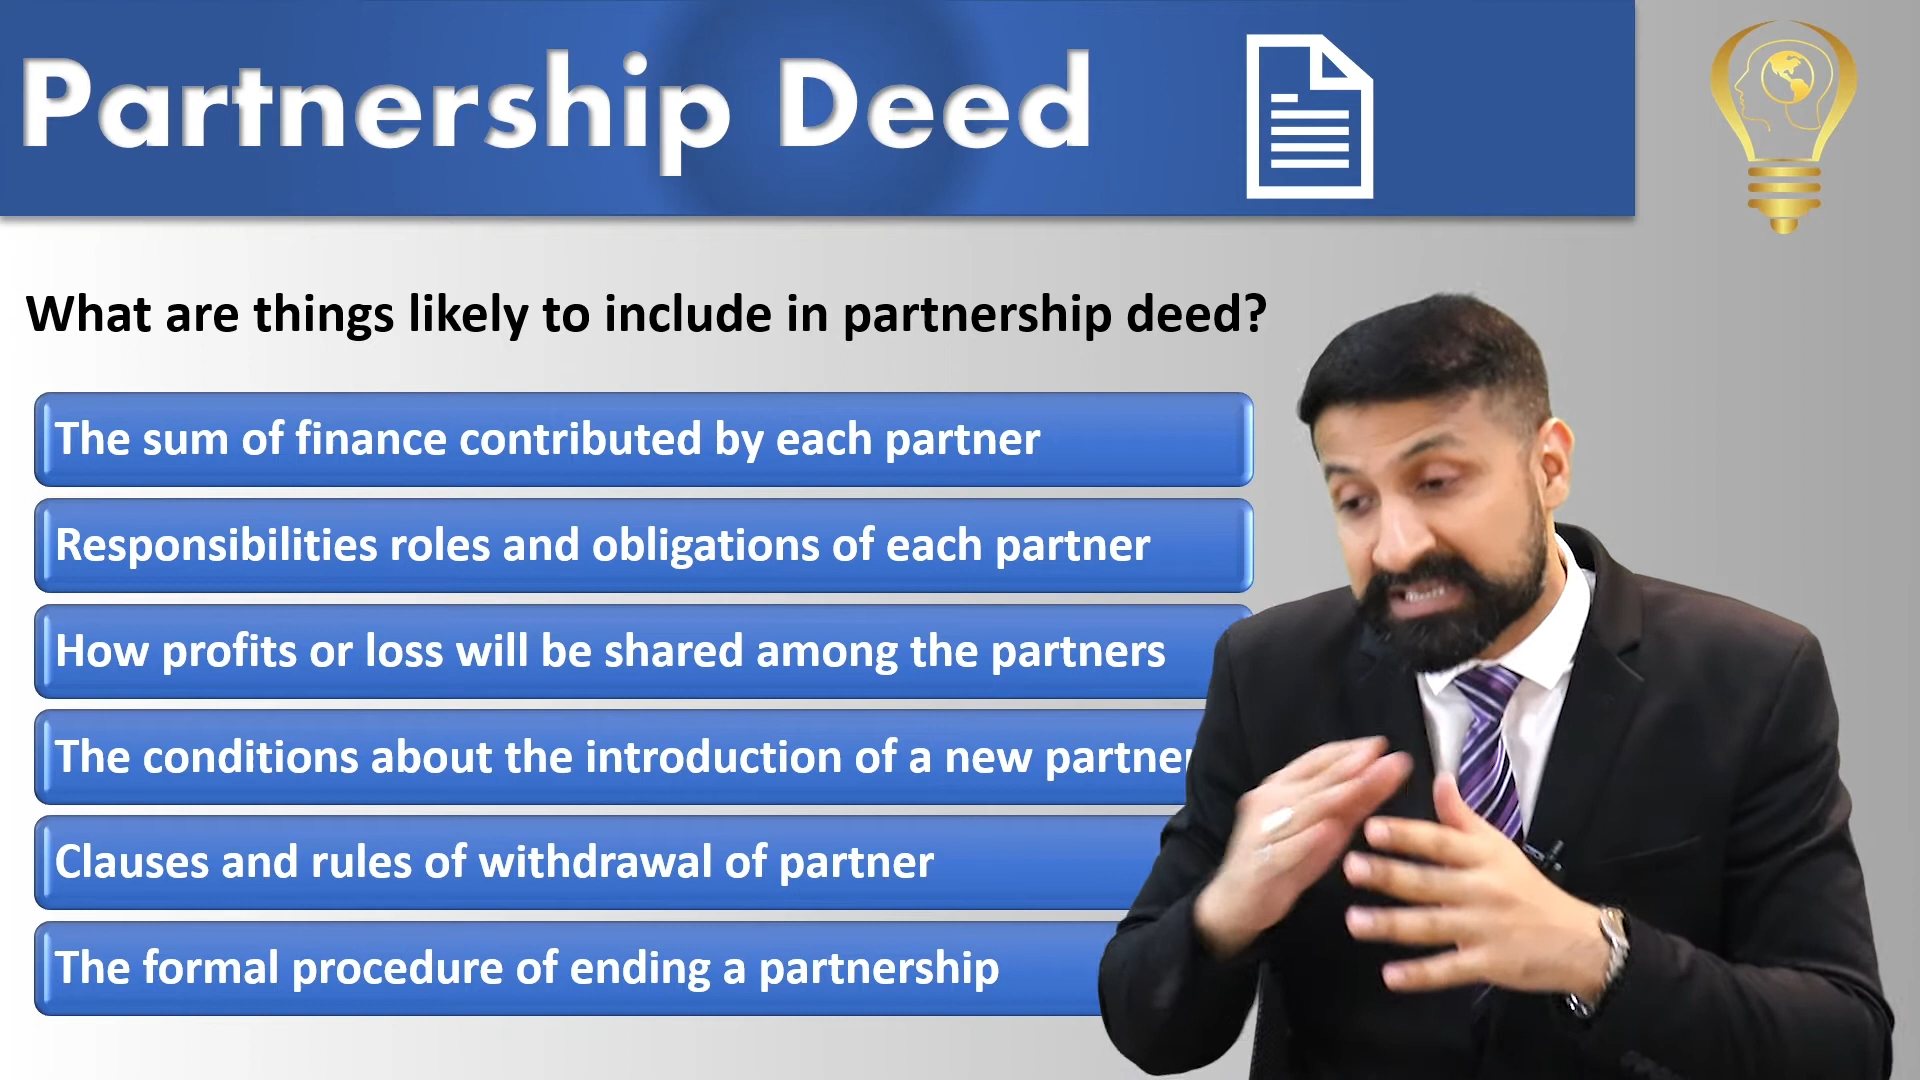 Partnership Deed
What are things likely to include in partnership deed?
The sum of finance contributed by each partner
Responsibilities roles and obligations of each partner
How profits or loss will be shared among the partners
The conditions about the introduction of a new partner
Clauses and rules of withdrawal of partner
The formal procedure of ending a partnership